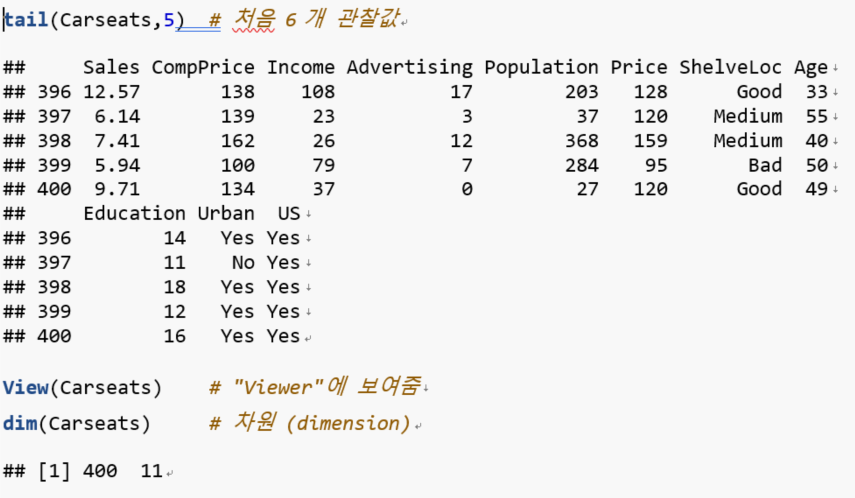 tail(Carseats,5)  # 처음 6 개 관찰값
##     Sales CompPrice Income Advertising Population Price ShelveLoc Age
## 396 12.57       138    108          17        203   128      Good  33
## 397  6.14       139     23           3         37   120    Medium  55
## 398  7.41       162     26          12        368   159    Medium  40
## 399  5.94       100     79           7        284    95       Bad  50
## 400  9.71       134     37           0         27   120      Good  49
##     Education Urban  US
## 396        14   Yes Yes
## 397        11    No Yes
## 398        18   Yes Yes
## 399        12   Yes Yes
## 400        16   Yes Yes
View(Carseats)    # "Viewer"에 보여줌
dim(Carseats)     # 차원 (dimension)
## [1] 400  11